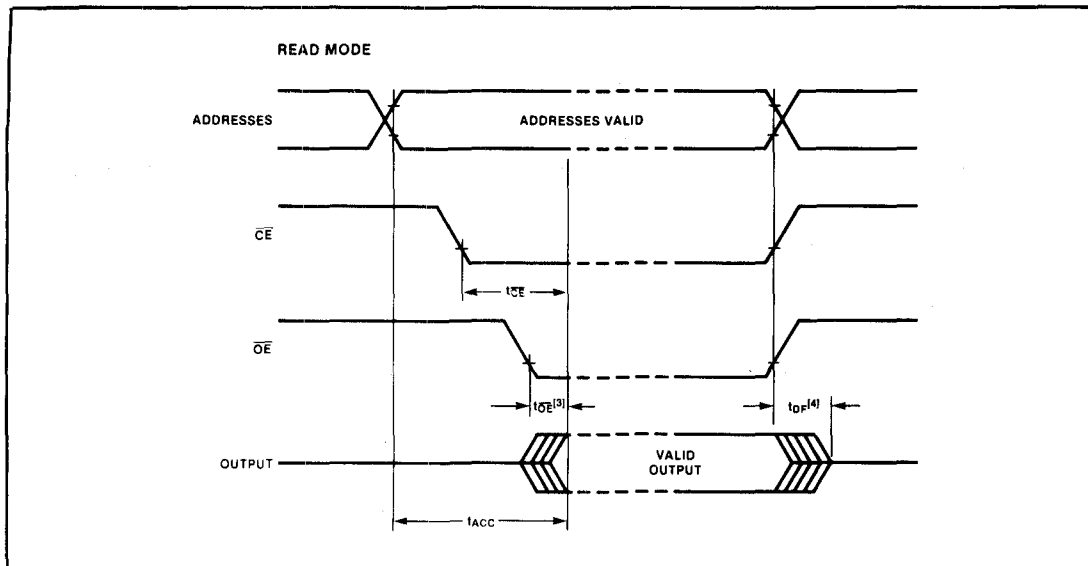 READ MODE
ADDRESSES
ADDRESSES VALID
CE
tCE
OE
tOE[3]
tDF[4]
OUTPUT
VALID
OUTPUT
tACC